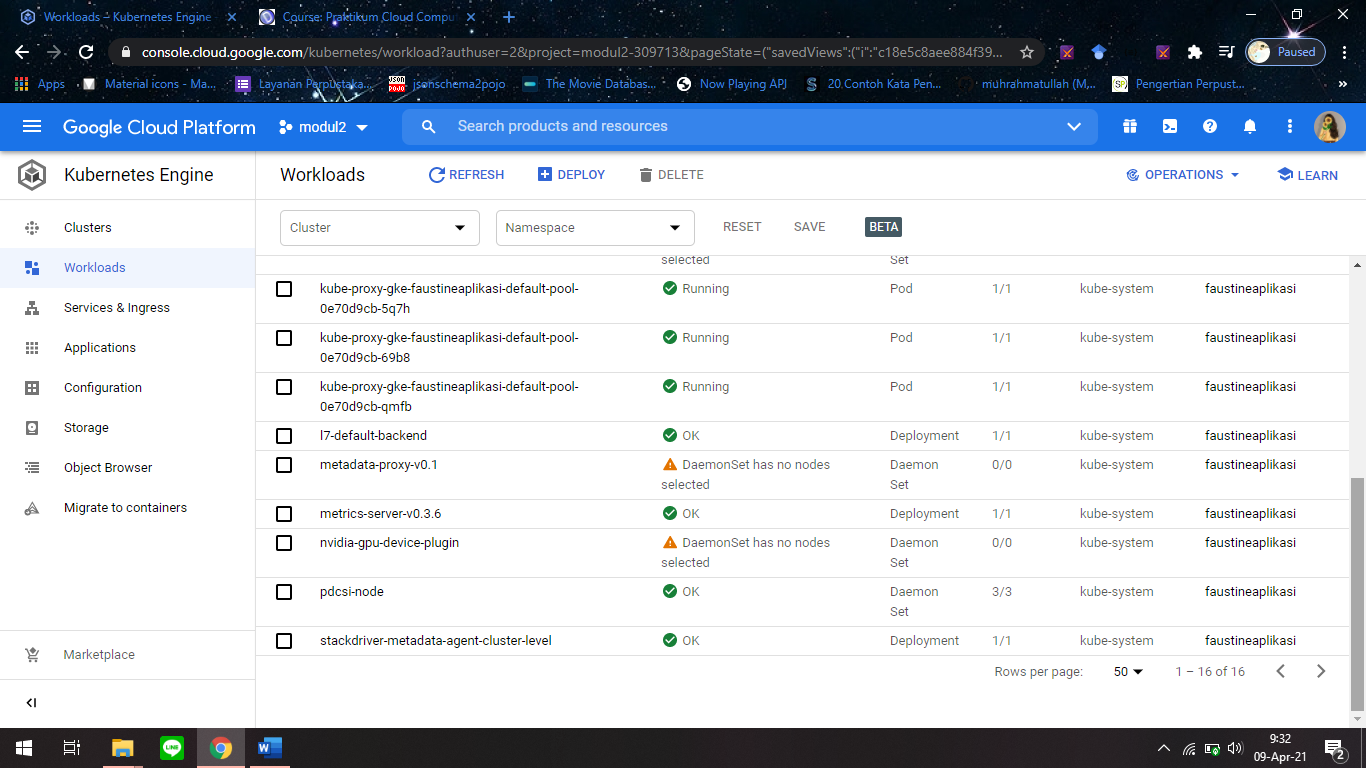 Workloads – Kubernetes Engine
Course: Praktikum Cloud Comput
console.cloud.google.com/kubernetes/workload?authuser=2&project=modul2-309713&pageState=("savedViews":("i":"c18e5c8aee884f39...
Paused
Apps
Material icons - Ma...
Layanan Perpustaka...
JSON POJO
jsonschema2pojo
The Movie Databas...
Now Playing API
20 Contoh Kata Pen...
muhrahmatullah (M...
Pengertian Perpust...
Google Cloud Platform
modul2
Search products and resources
Kubernetes Engine
Workloads
REFRESH
DEPLOY
DELETE
OPERATIONS
LEARN
Clusters
Workloads
Services & Ingress
Applications
Configuration
Storage
Object Browser
Migrate to containers
Marketplace
Cluster
Namespace
RESET
SAVE
BETA
selected Set
kube-proxy-gke-faustineaplikasi-default-pool- Running Pod 1/1 kube-system faustineaplikasi
0e70d9cb-5q7h
kube-proxy-gke-faustineaplikasi-default-pool- Running Pod 1/1 kube-system faustineaplikasi
0e70d9cb-69b8
kube-proxy-gke-faustineaplikasi-default-pool- Running Pod 1/1 kube-system faustineaplikasi
0e70d9cb-qmfb
l7-default-backend OK Deployment 1/1 kube-system faustineaplikasi
metadata-proxy-v0.1 DaemonSet has no nodes Daemon 0/0 kube-system faustineaplikasi
selected Set
metrics-server-v0.3.6 OK Deployment 1/1 kube-system faustineaplikasi
nvidia-gpu-device-plugin DaemonSet has no nodes Daemon 0/0 kube-system faustineaplikasi
selected Set
pdcsi-node OK Daemon 3/3 kube-system faustineaplikasi
Set
stackdriver-metadata-agent-cluster-level OK Deployment 1/1 kube-system faustineaplikasi
Rows per page: 50 1 – 16 of 16
LINE
9:32
09-Apr-21
2